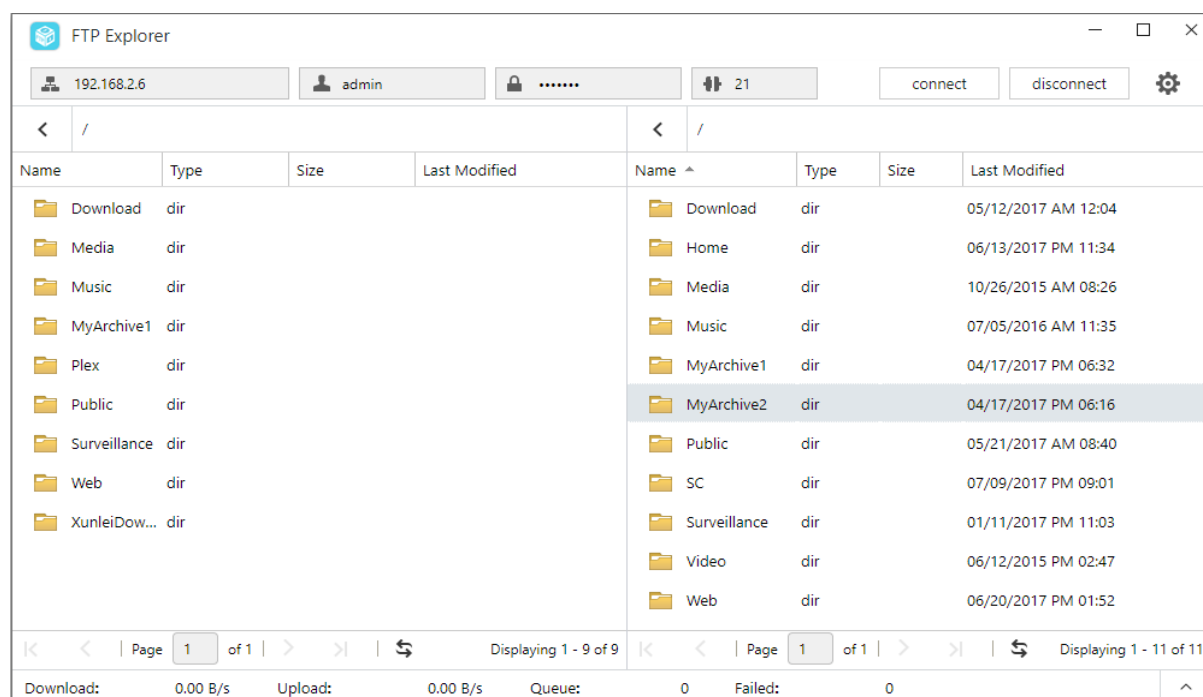 FTP Explorer
192.168.2.6 admin ••••••• 21 connect disconnect
/ /
Name Type Size Last Modified Name Type Size Last Modified
Download dir Download dir 05/12/2017 AM 12:04
Media dir Home dir 06/13/2017 PM 11:34
Music dir Media dir 10/26/2015 AM 08:26
MyArchive1 dir Music dir 07/05/2016 AM 11:35
Plex dir MyArchive1 dir 04/17/2017 PM 06:32
Public dir MyArchive2 dir 04/17/2017 PM 06:16
Surveillance dir Public dir 05/21/2017 AM 08:40
Web dir SC dir 07/09/2017 PM 09:01
XunleiDow... dir Surveillance dir 01/11/2017 PM 11:03
Video dir 06/12/2015 PM 02:47
Web dir 06/20/2017 PM 01:52
Page 1 of 1 Displaying 1 - 9 of 9 Page 1 of 1 Displaying 1 - 11 of 11
Download: 0.00 B/s Upload: 0.00 B/s Queue: 0 Failed: 0